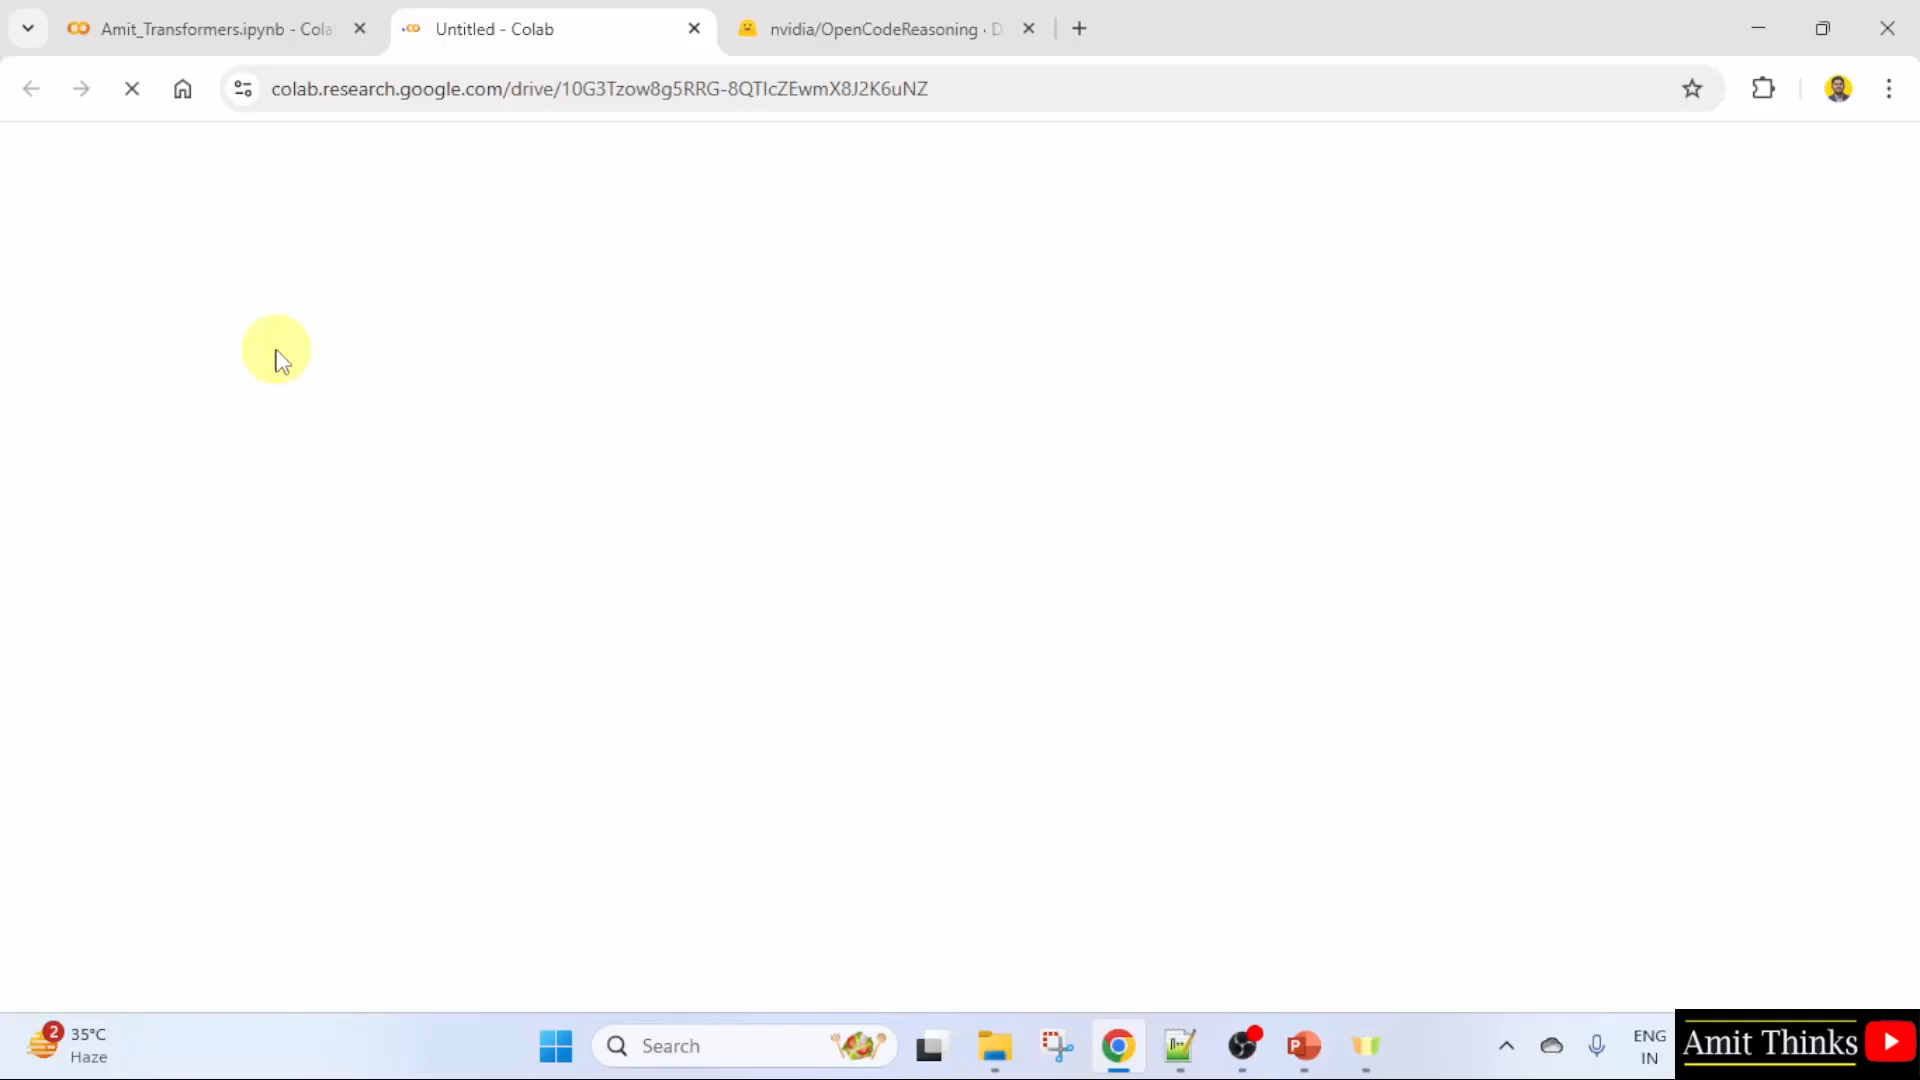 Amit_Transformers.ipynb - Cola
Untitled - Colab
nvidia/OpenCodeReasoning · D
colab.research.google.com/drive/10G3Tzow8g5RRG-8QTIcZEwmX8J2K6uNZ
2
35°C
Haze
Search
ENG
IN
Amit Thinks